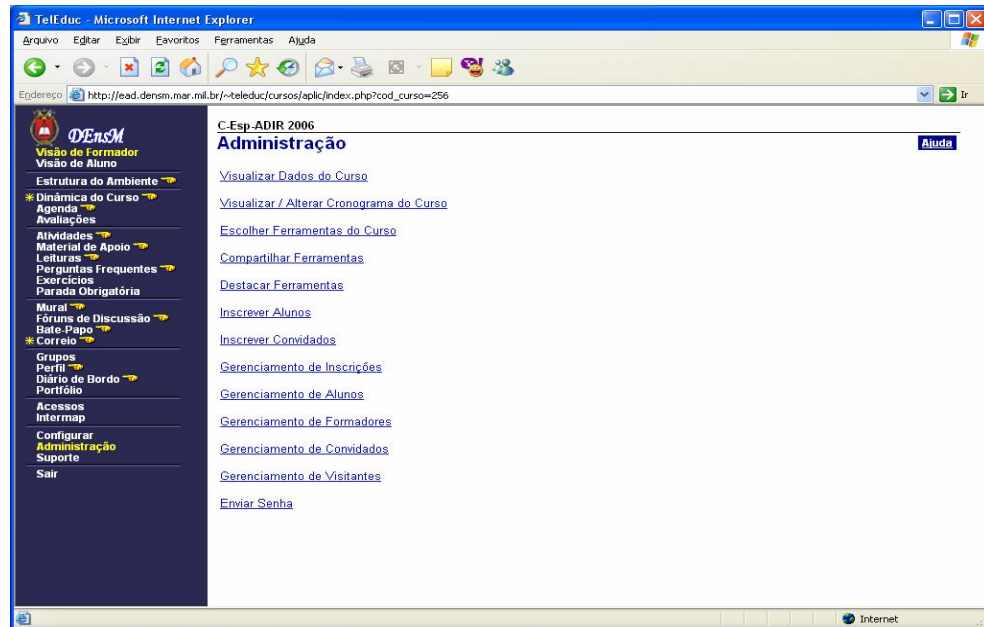 TelEduc - Microsoft Internet Explorer
Arquivo Editar Exibir Favoritos Ferramentas Ajuda
Endereço http://ead.densm.mar.mil.br/~teleduc/cursos/aplic/index.php?cod_curso=256 Ir
DEnsM
Visão de Formador
Visão de Aluno
Estrutura do Ambiente
Dinâmica do Curso
Agenda
Avaliações
Atividades
Material de Apoio
Leituras
Perguntas Frequentes
Exercícios
Parada Obrigatória
Mural
Fóruns de Discussão
Bate-Papo
Correio
Grupos
Perfil
Diário de Bordo
Portfólio
Acessos
Intermap
Configurar
Administração
Suporte
Sair
C-Esp-ADIR 2006
Administração
Ajuda
Visualizar Dados do Curso
Visualizar / Alterar Cronograma do Curso
Escolher Ferramentas do Curso
Compartilhar Ferramentas
Destacar Ferramentas
Inscrever Alunos
Inscrever Convidados
Gerenciamento de Inscrições
Gerenciamento de Alunos
Gerenciamento de Formadores
Gerenciamento de Convidados
Gerenciamento de Visitantes
Enviar Senha
Internet